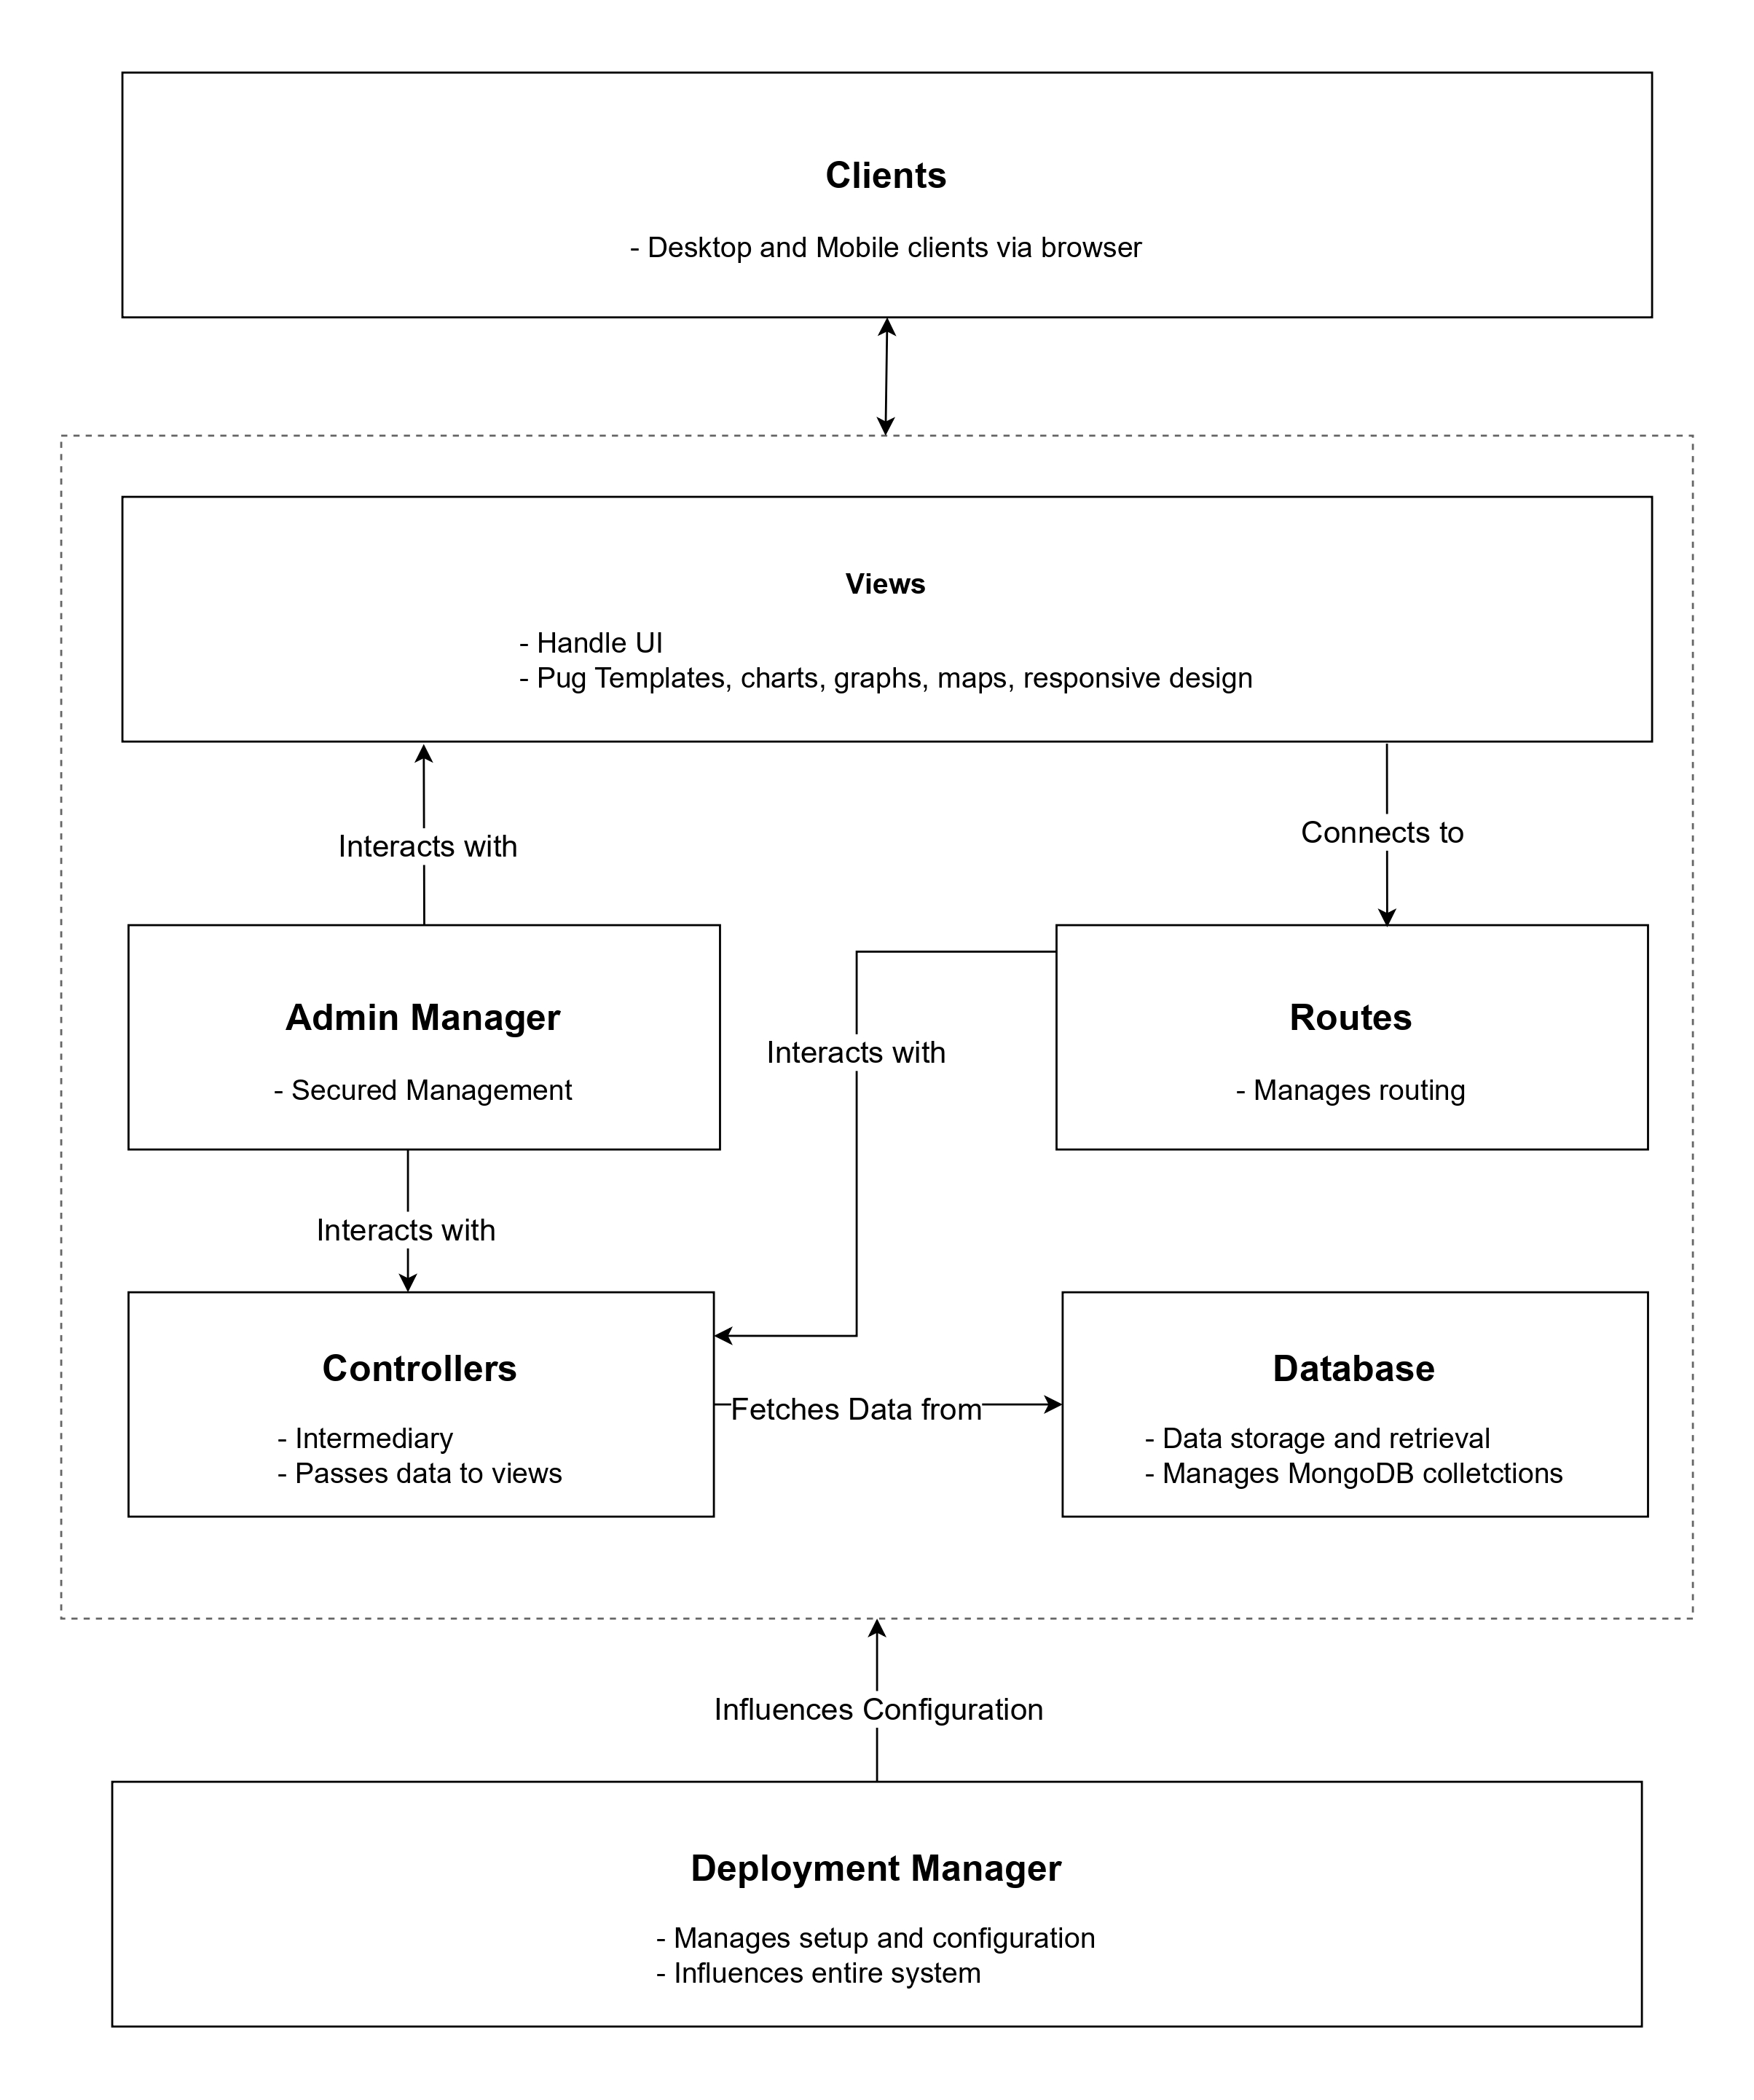 Clients
- Desktop and Mobile clients via browser
Views
- Handle UI
- Pug Templates, charts, graphs, maps, responsive design
Interacts with
Connects to
Admin Manager
- Secured Management
Routes
- Manages routing
Interacts with
Interacts with
Controllers
- Intermediary
- Passes data to views
Fetches Data from
Database
- Data storage and retrieval
- Manages MongoDB colletctions
Influences Configuration
Deployment Manager
- Manages setup and configuration
- Influences entire system